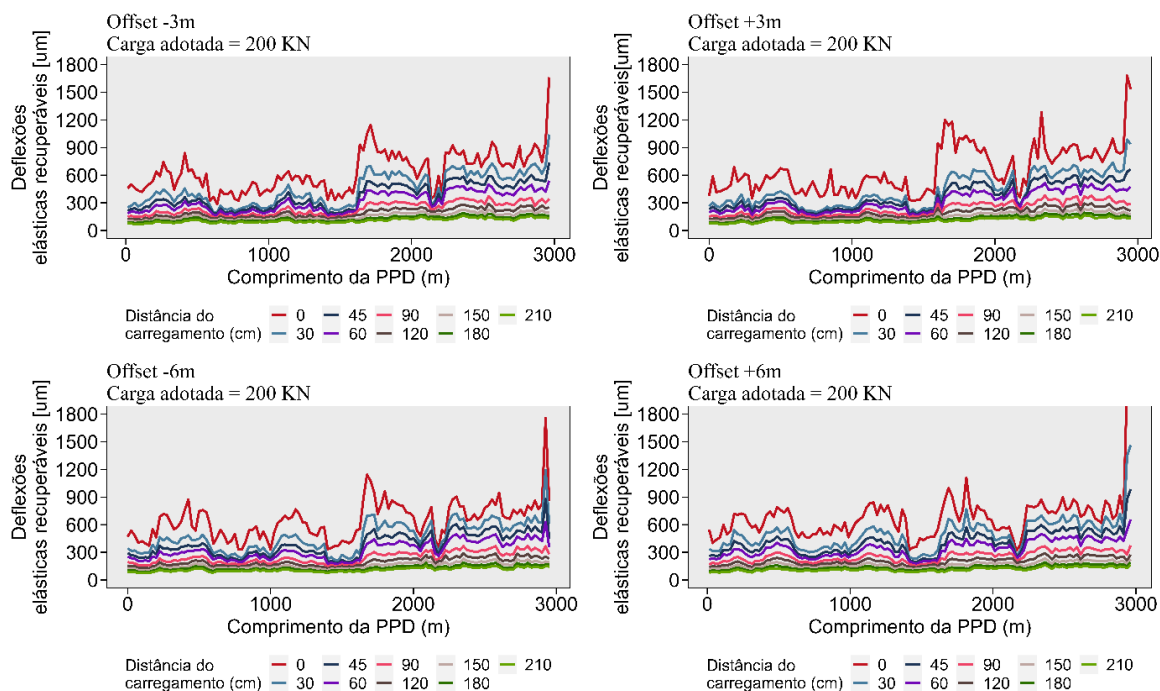 Offset -3m
Carga adotada = 200 KN
Deflexões
elásticas recuperáveis [um]
1800
1500
1200
900
600
300
0
0 1000 2000 3000
Comprimento da PPD (m)
Distância do
carregamento (cm)
0 45 90 150 210
30 60 120 180
Offset +3m
Carga adotada = 200 KN
Deflexões
elásticas recuperáveis[um]
1800
1500
1200
900
600
300
0
0 1000 2000 3000
Comprimento da PPD (m)
Distância do
carregamento (cm)
0 45 90 150 210
30 60 120 180
Offset -6m
Carga adotada = 200 KN
Deflexões
elásticas recuperáveis [um]
1800
1500
1200
900
600
300
0
0 1000 2000 3000
Comprimento da PPD (m)
Distância do
carregamento (cm)
0 45 90 150 210
30 60 120 180
Offset +6m
Carga adotada = 200 KN
Deflexões
elásticas recuperáveis [um]
1800
1500
1200
900
600
300
0
0 1000 2000 3000
Comprimento da PPD (m)
Distância do
carregamento (cm)
0 45 90 150 210
30 60 120 180